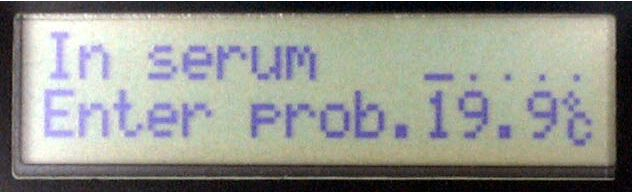 In serum _....
Enter prob.19.9℃